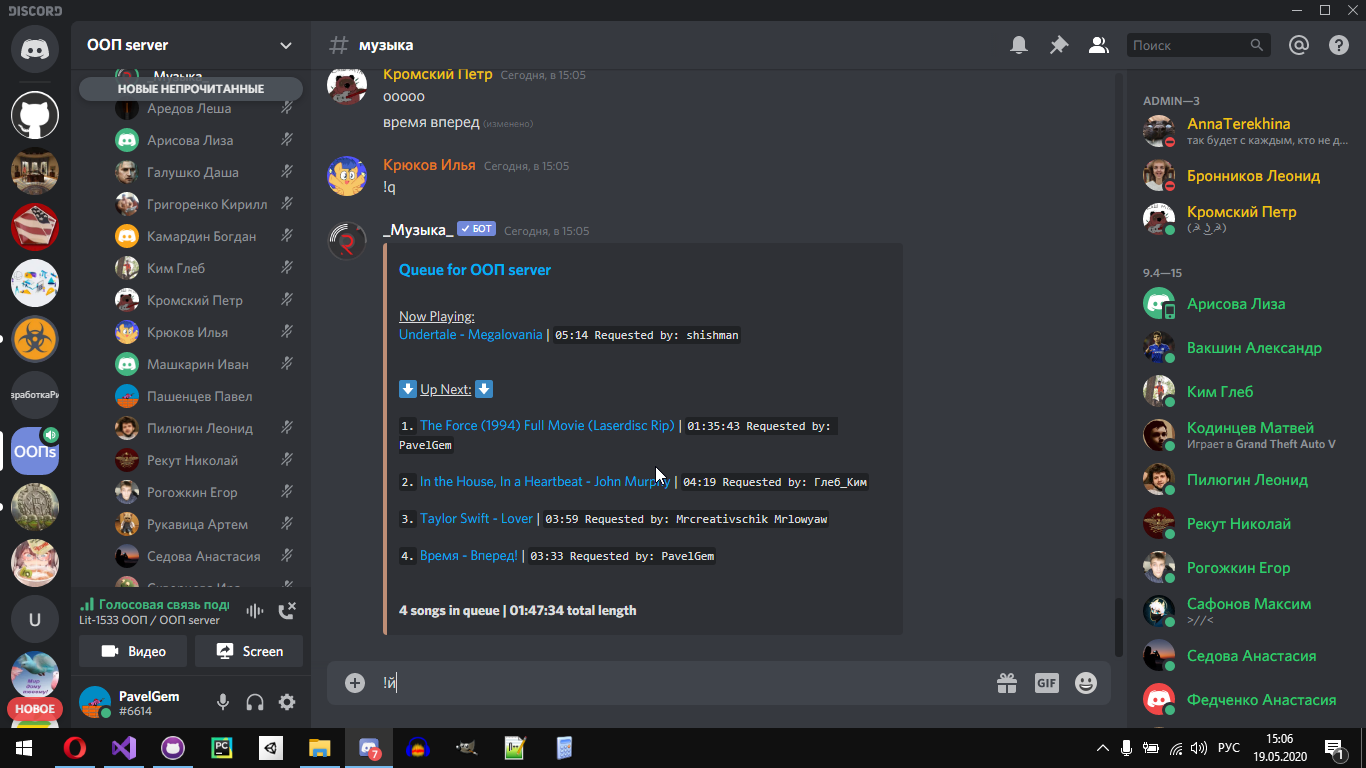 DISCORD
ООП server
музыка
Поиск
_Музыка_
НОВЫЕ НЕПРОЧИТАННЫЕ
Аредов Леша
Арисова Лиза
Галушко Даша
Григоренко Кирилл
Камардин Богдан
Ким Глеб
Кромский Петр
Крюков Илья
Машкарин Иван
Пашенцев Павел
Пилюгин Леонид
Рекут Николай
Рогожкин Егор
Рукавица Артем
Седова Анастасия
ООПs
U
НОВОЕ
Голосовая связь под
Lit-1533 ООП / ООП server
Видео
Screen
PavelGem
#6614
Кромский Петр Сегодня, в 15:05
ооооо
время вперед (изменено)
Крюков Илья Сегодня, в 15:05
!q
_Музыка_ БОТ Сегодня, в 15:05
Queue for ООП server
Now Playing:
Undertale - Megalovania | 05:14 Requested by: shishman
Up Next:
1. The Force (1994) Full Movie (Laserdisc Rip) | 01:35:43 Requested by:
PavelGem
2. In the House, In a Heartbeat - John Murphy | 04:19 Requested by: Глеб_Ким
3. Taylor Swift - Lover | 03:59 Requested by: Mrcreativschik Mrlowyaw
4. Время - Вперед! | 03:33 Requested by: PavelGem
4 songs in queue | 01:47:34 total length
!й
GIF
ADMIN—3
AnnaTerekhina
так будет с каждым, кто не д...
Бронников Леонид
Кромский Петр
(☭ ͜ʖ☭)
9.4—15
Арисова Лиза
Вакшин Александр
Ким Глеб
Кодинцев Матвей
Играет в Grand Theft Auto V
Пилюгин Леонид
Рекут Николай
Рогожкин Егор
Сафонов Максим
>//<
Седова Анастасия
Федченко Анастасия
PC
7
РУС
15:06
19.05.2020
1